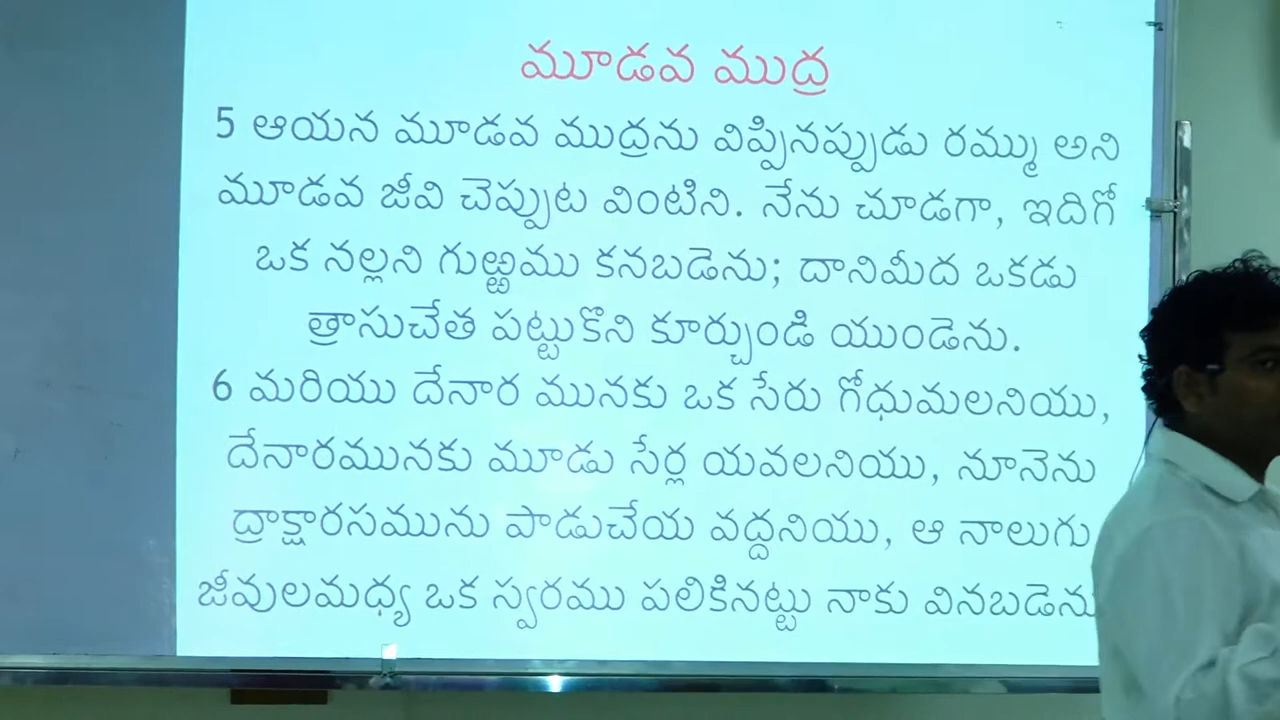 మూడవ ముద్ర
5 ఆయన మూడవ ముద్రను విప్పినప్పుడు రమ్ము అని
మూడవ జీవి చెప్పుట వింటిని. నేను చూడగా, ఇదిగో
ఒక నల్లని గుఱ్ఱము కనబడెను; దానిమీద ఒకడు
త్రాసుచేత పట్టుకొని కూర్చుండి యుండెను.
6 మరియు దేనార మునకు ఒక సేరు గోధుమలనియు,
దేనారమునకు మూడు సేర్ల యవలనియు, నూనెను
ద్రాక్షారసమును పాడుచేయ వద్దనియు, ఆ నాలుగు
జీవులమధ్య ఒక స్వరము పలికినట్టు నాకు వినబడెను